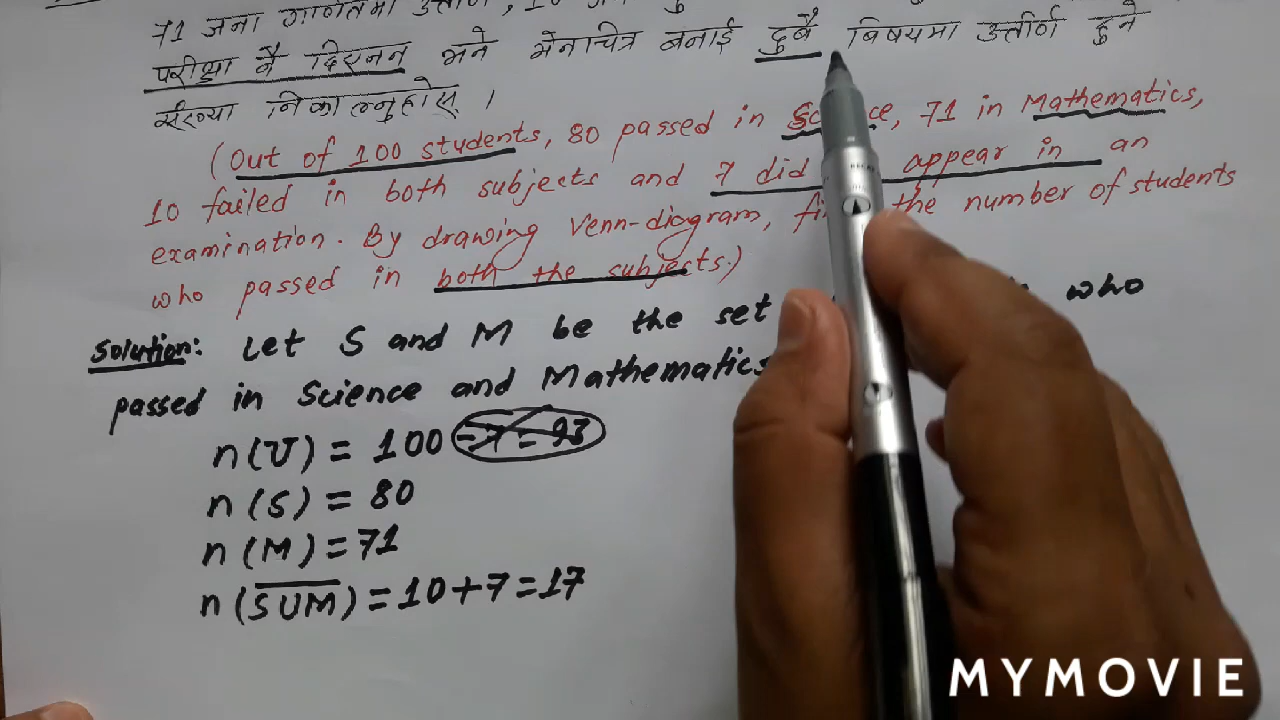 71 जना गणितमा उत्तीर्ण, 10
परीक्षा नै दिएनन् भने भेनाचित्र बनाई दुबै विषयमा उत्तीर्ण हुने
संख्या निकाल्नुहोस् ।
(Out of 100 students, 80 passed in Science, 71 in Mathematics,
10 failed in both subjects and 7 did appear in an
examination. By drawing Venn-diagram, the number of students
who passed in both the subjects.)
Solution: Let S and M be the set who
passed in Science and Mathematics
n(U) = 100 - 7 = 93
n(S) = 80
n(M) = 71
n(S̅U̅M̅) = 10+7=17
MYMOVIE